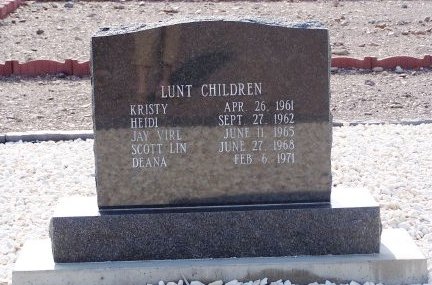 LUNT CHILDREN
KRISTY APR 26, 1961
HEIDI SEPT 27, 1962
JAY VIRL JUNE 11, 1965
SCOTT LIN JUNE 27, 1968
DEANA FEB 6, 1971